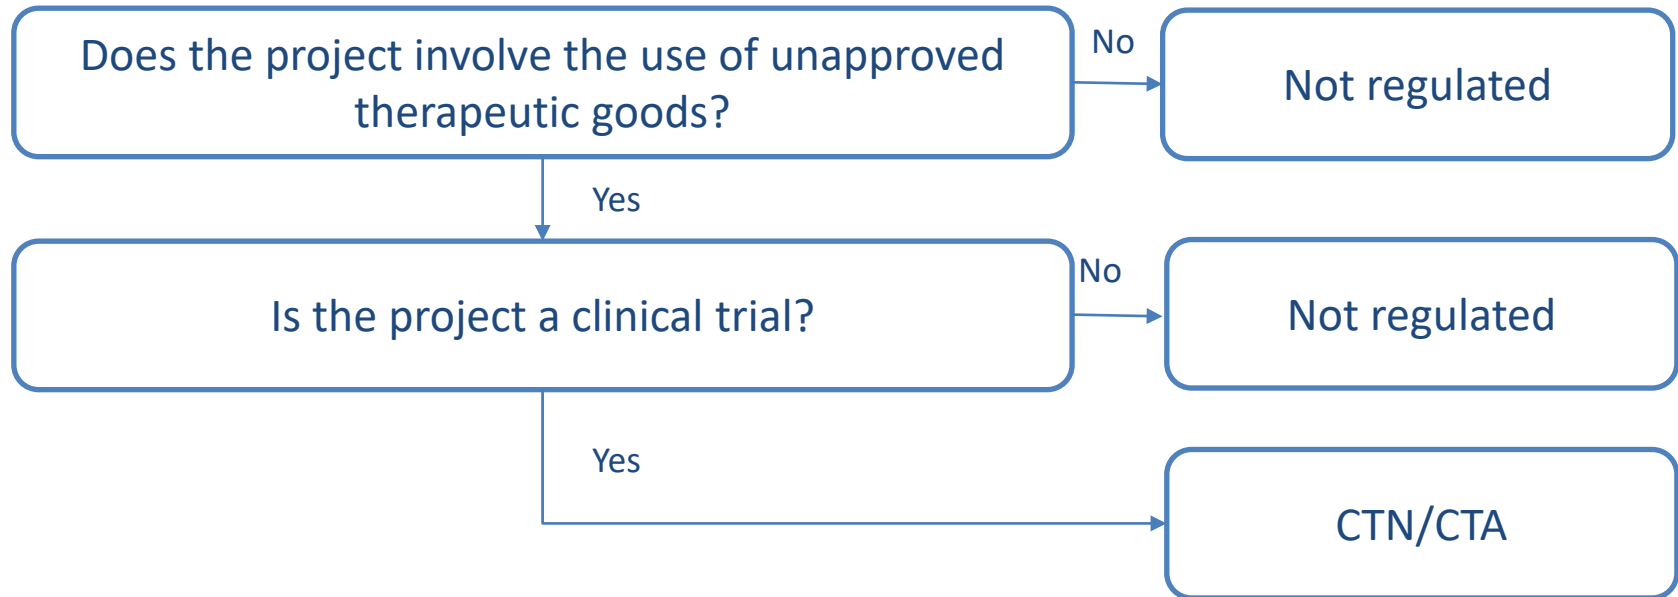 Does the project involve the use of unapproved
therapeutic goods?
No
Not regulated
Yes
Is the project a clinical trial?
No
Not regulated
Yes
CTN/CTA